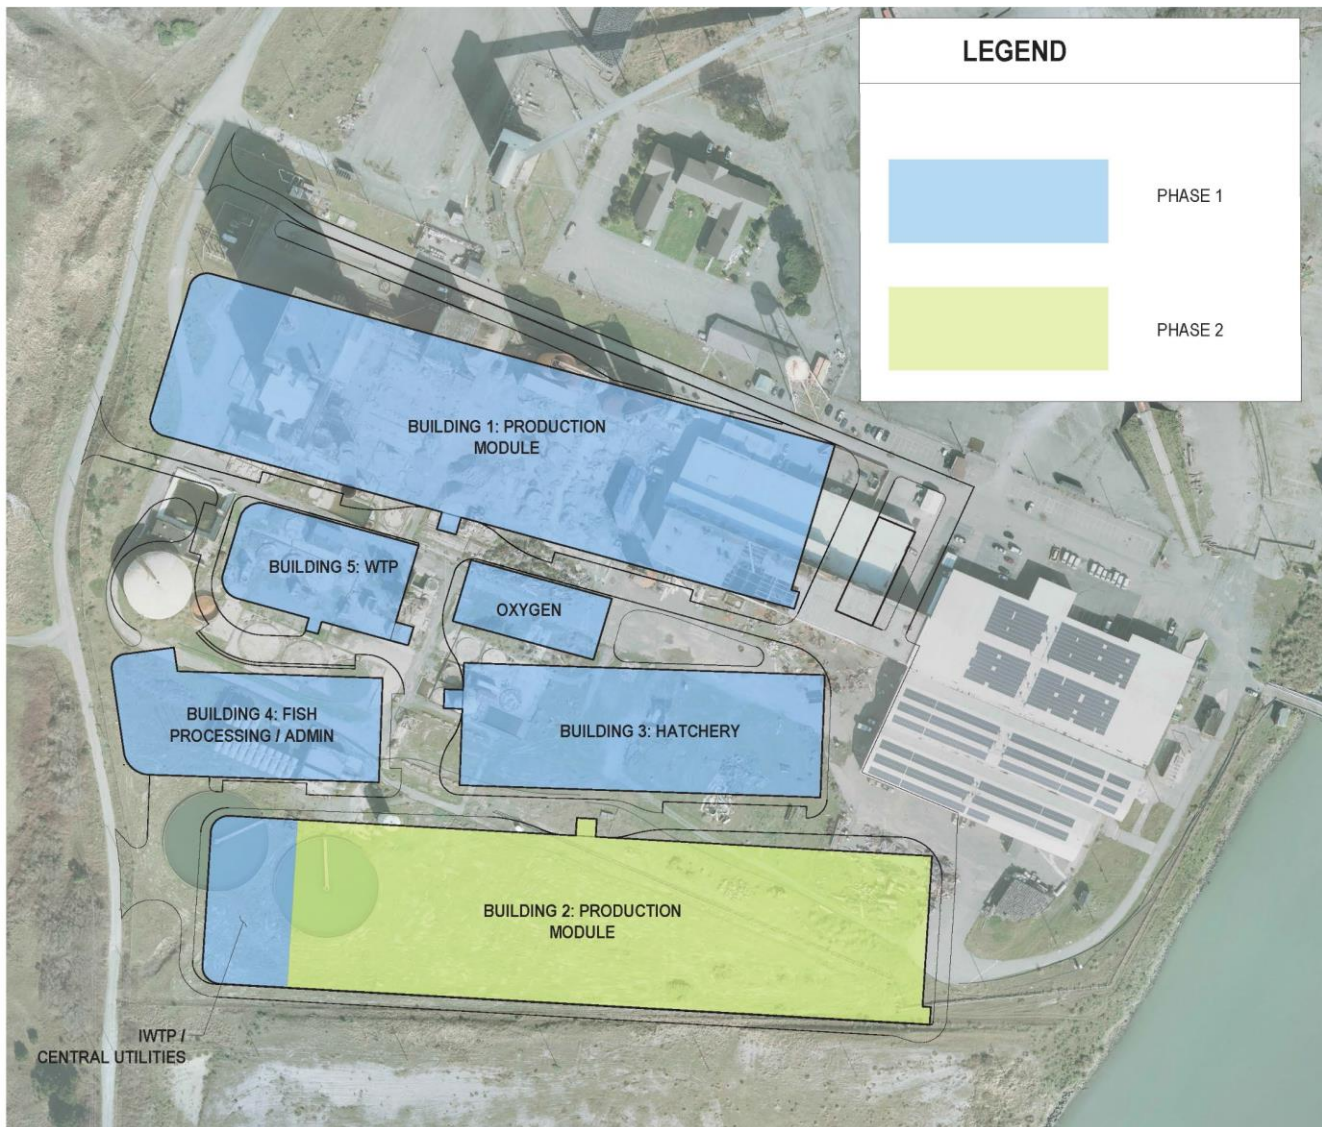 LEGEND
PHASE 1
PHASE 2
BUILDING 1: PRODUCTION
MODULE
BUILDING 5: WTP
OXYGEN
BUILDING 4: FISH
PROCESSING / ADMIN
BUILDING 3: HATCHERY
BUILDING 2: PRODUCTION
MODULE
IWTP /
CENTRAL UTILITIES